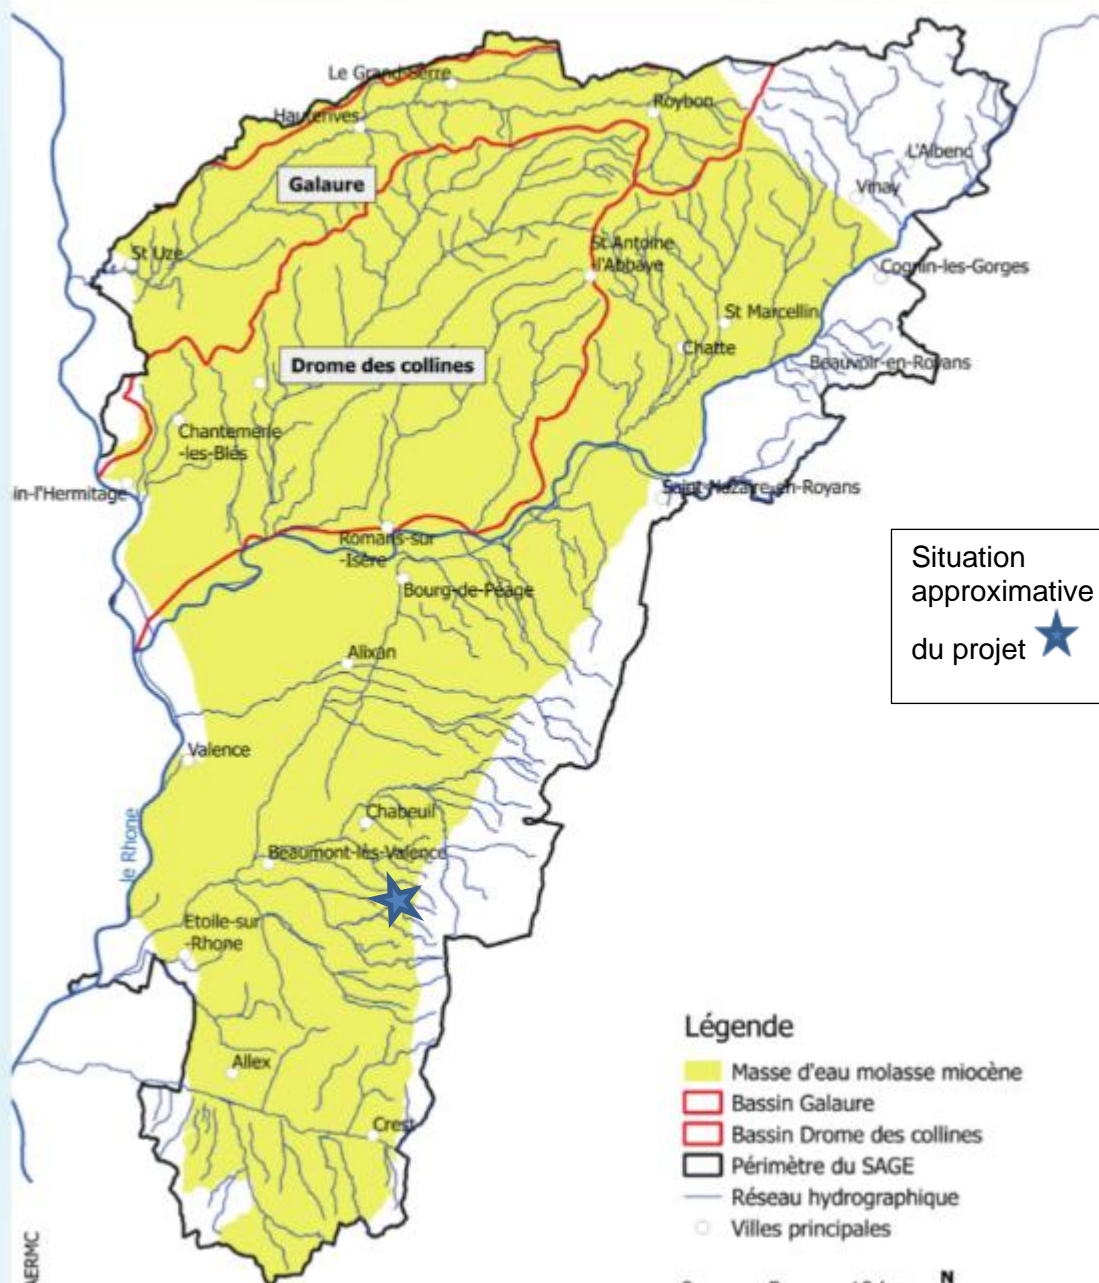 Le Grand-Serre
Hauterives
Roybon
L'Albenc
Galaure
Vinay
St Uze
St Antoine
-l'Abbaye
Cognin-les-Gorges
St Marcellin
Chatte
Drome des collines
Beauvoir-en-Royans
Chantemerle
-les-Blés
in-l'Hermitage
Saint-Nazaire-en-Royans
Romans-sur
-Isère
Bourg-de-Péage
Situation
approximative
du projet
Alixan
Valence
le Rhone
Chabeuil
Beaumont-lès-Valence
Etoile-sur
-Rhone
Allex
Crest
Légende
Masse d'eau molasse miocène
Bassin Galaure
Bassin Drome des collines
Périmètre du SAGE
Réseau hydrographique
Villes principales
AERMC
N